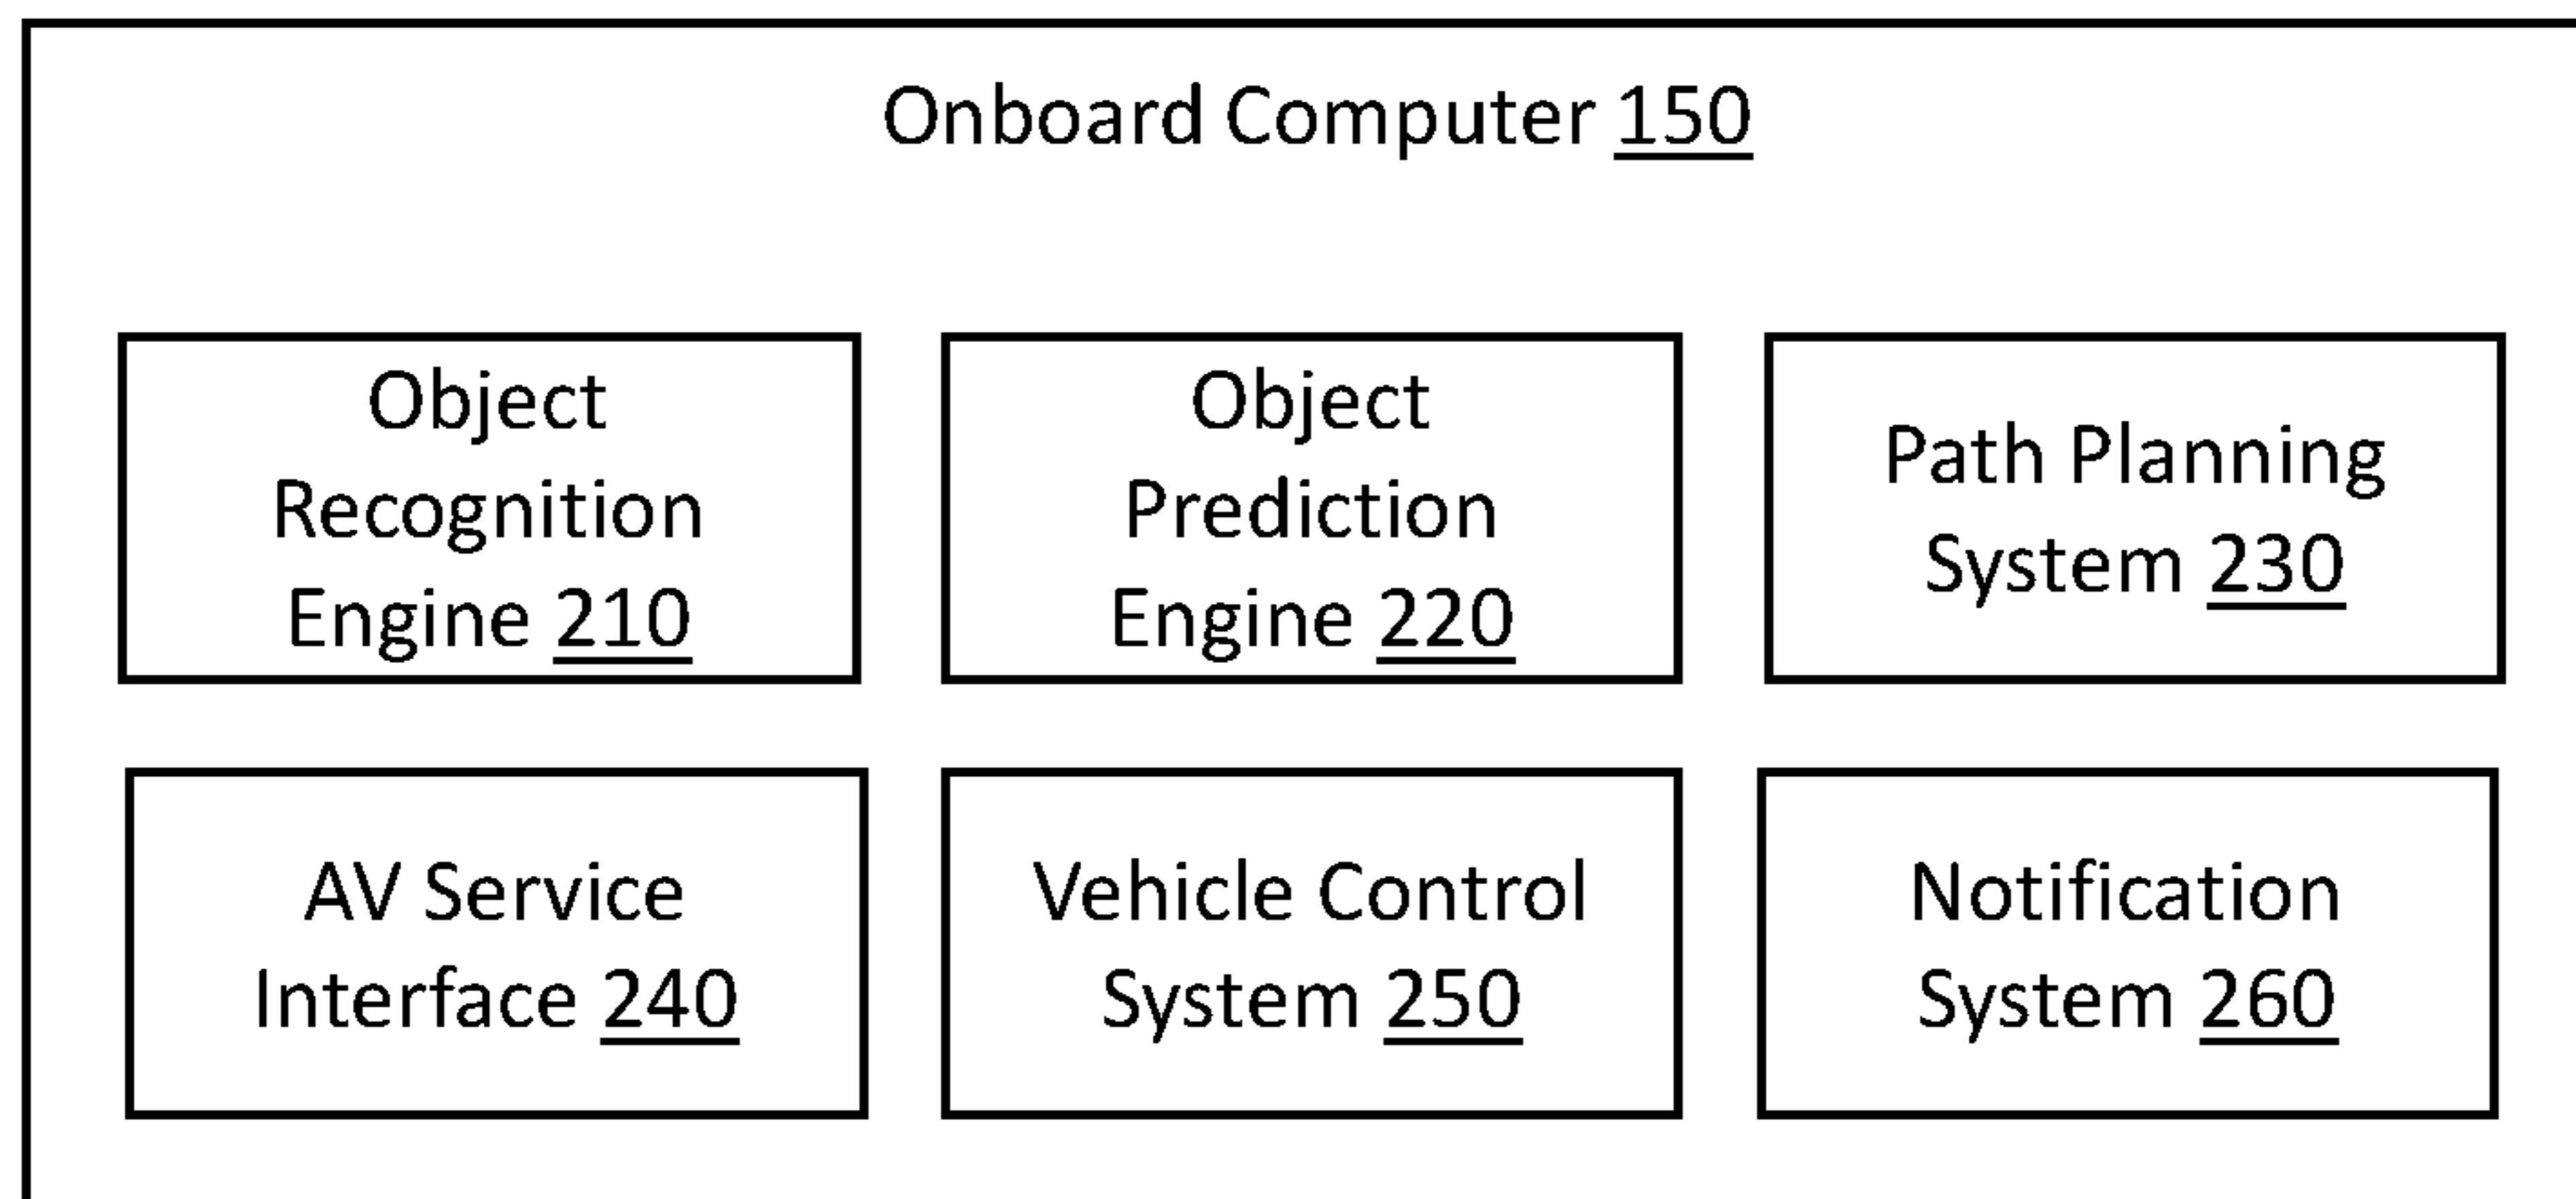 Onboard Computer 150
Object
Recognition
Engine 210
Object
Prediction
Engine 220
Path Planning
System 230
AV Service
Interface 240
Vehicle Control
System 250
Notification
System 260